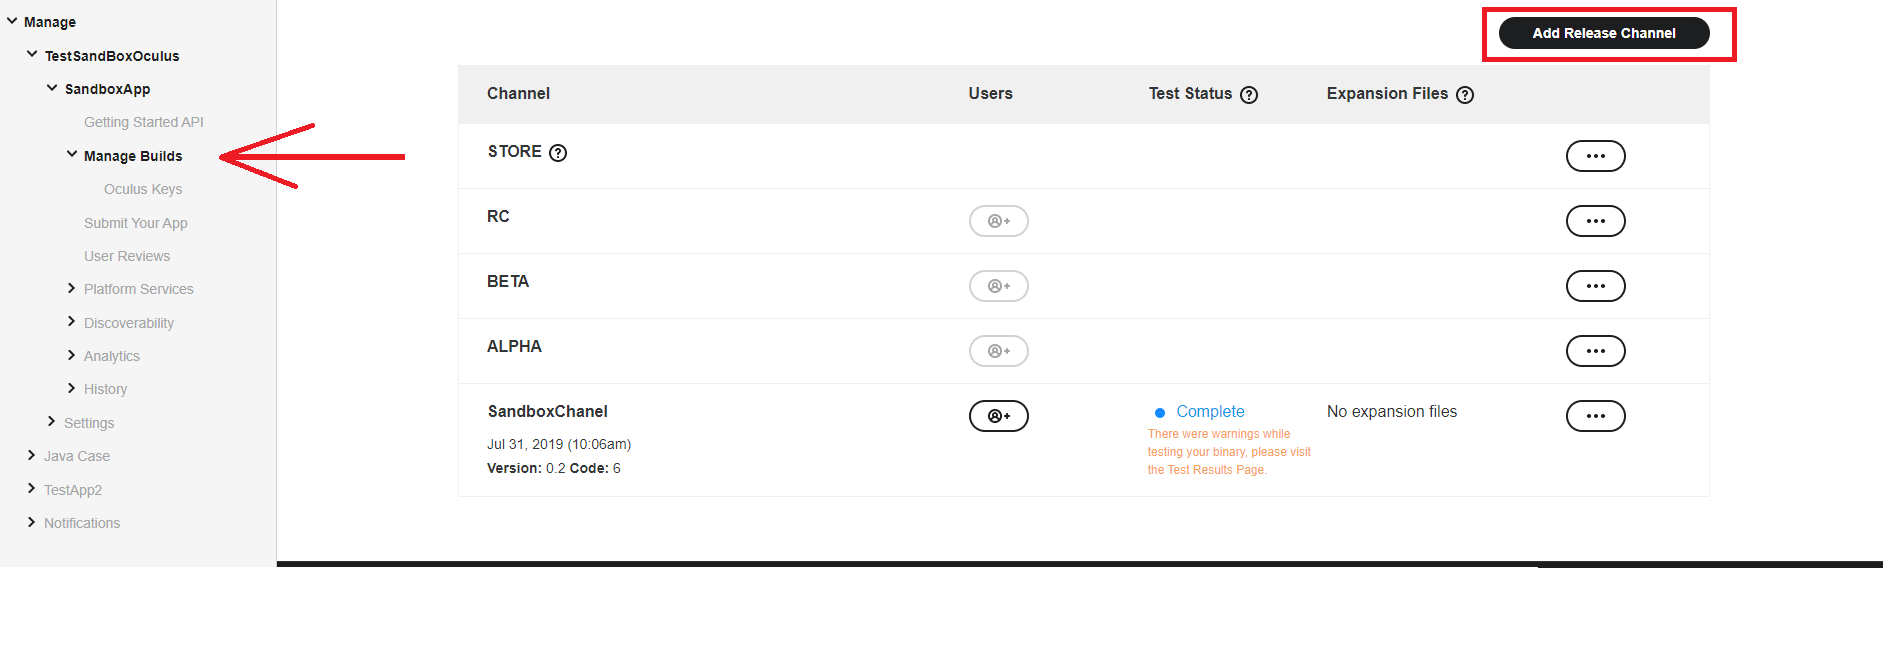 Manage
TestSandBoxOculus
SandboxApp
Getting Started API
Manage Builds
Oculus Keys
Submit Your App
User Reviews
Platform Services
Discoverability
Analytics
History
Settings
Java Case
TestApp2
Notifications
Add Release Channel
Channel Users Test Status ? Expansion Files ?
STORE ?
RC
BETA
ALPHA
SandboxChanel Complete No expansion files
Jul 31, 2019 (10:06am)
Version: 0.2 Code: 6
There were warnings while
testing your binary, please visit
the Test Results Page.